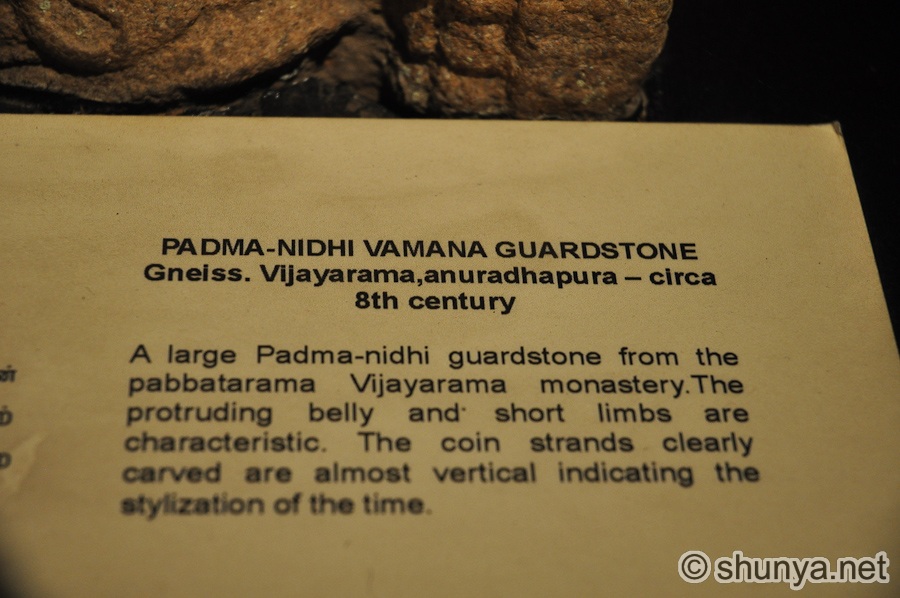 PADMA-NIDHI VAMANA GUARDSTONE
Gneiss. Vijayarama,anuradhapura – circa
8th century
A large Padma-nidhi guardstone from the
pabbatarama Vijayarama monastery.The
protruding belly and short limbs are
characteristic. The coin strands clearly
carved are almost vertical indicating the
stylization of the time.
© shunya.net